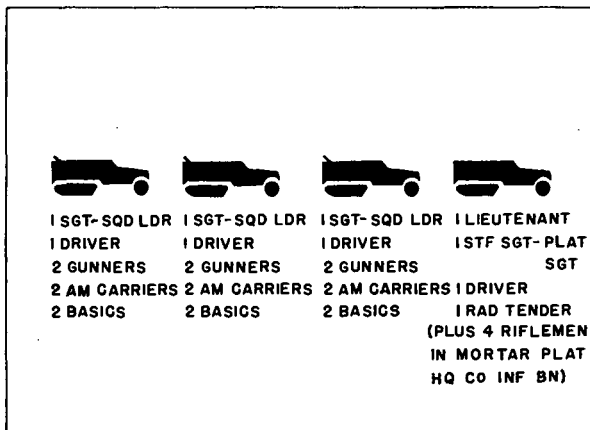 1 SGT-SQD LDR
1 DRIVER
2 GUNNERS
2 AM CARRIERS
2 BASICS
1 SGT-SQD LDR
1 DRIVER
2 GUNNERS
2 AM CARRIERS
2 BASICS
1 SGT-SQD LDR
1 DRIVER
2 GUNNERS
2 AM CARRIERS
2 BASICS
1 LIEUTENANT
1 STF SGT-PLAT
SGT
1 DRIVER
1 RAD TENDER
(PLUS 4 RIFLEMEN
IN MORTAR PLAT
HQ CO INF BN)